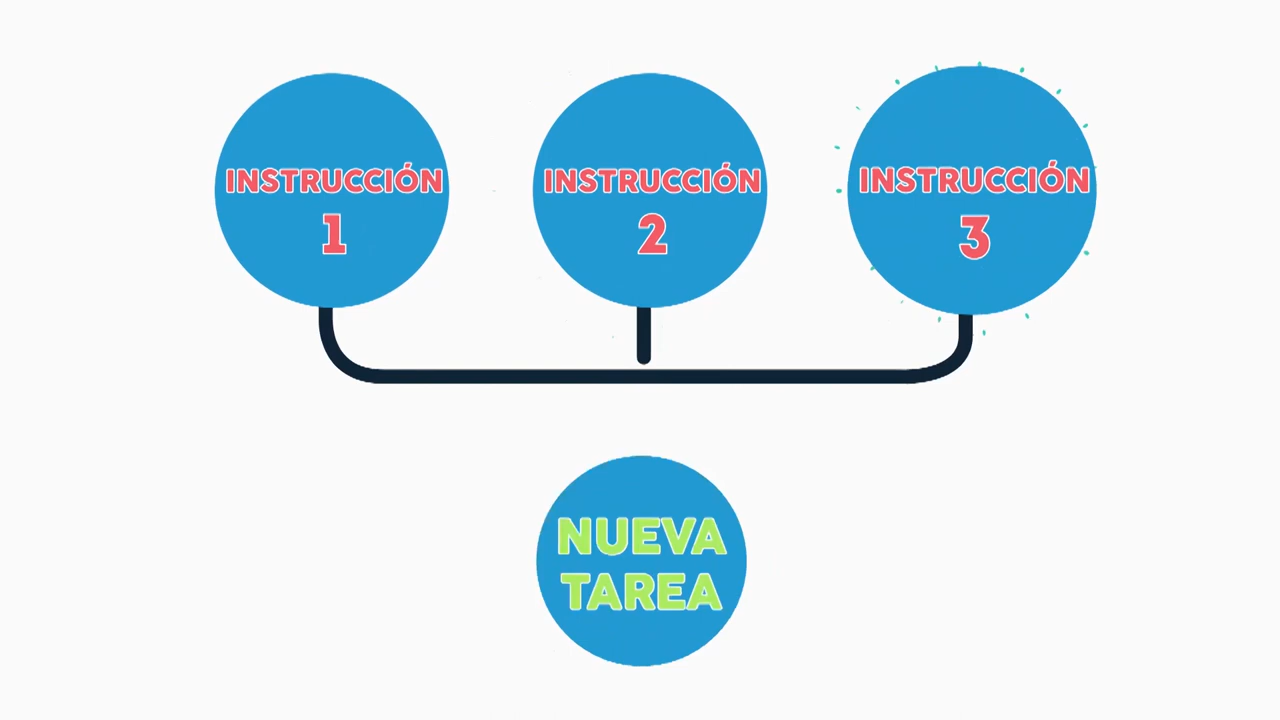 INSTRUCCIÓN
1
INSTRUCCIÓN
2
INSTRUCCIÓN
3
NUEVA
TAREA